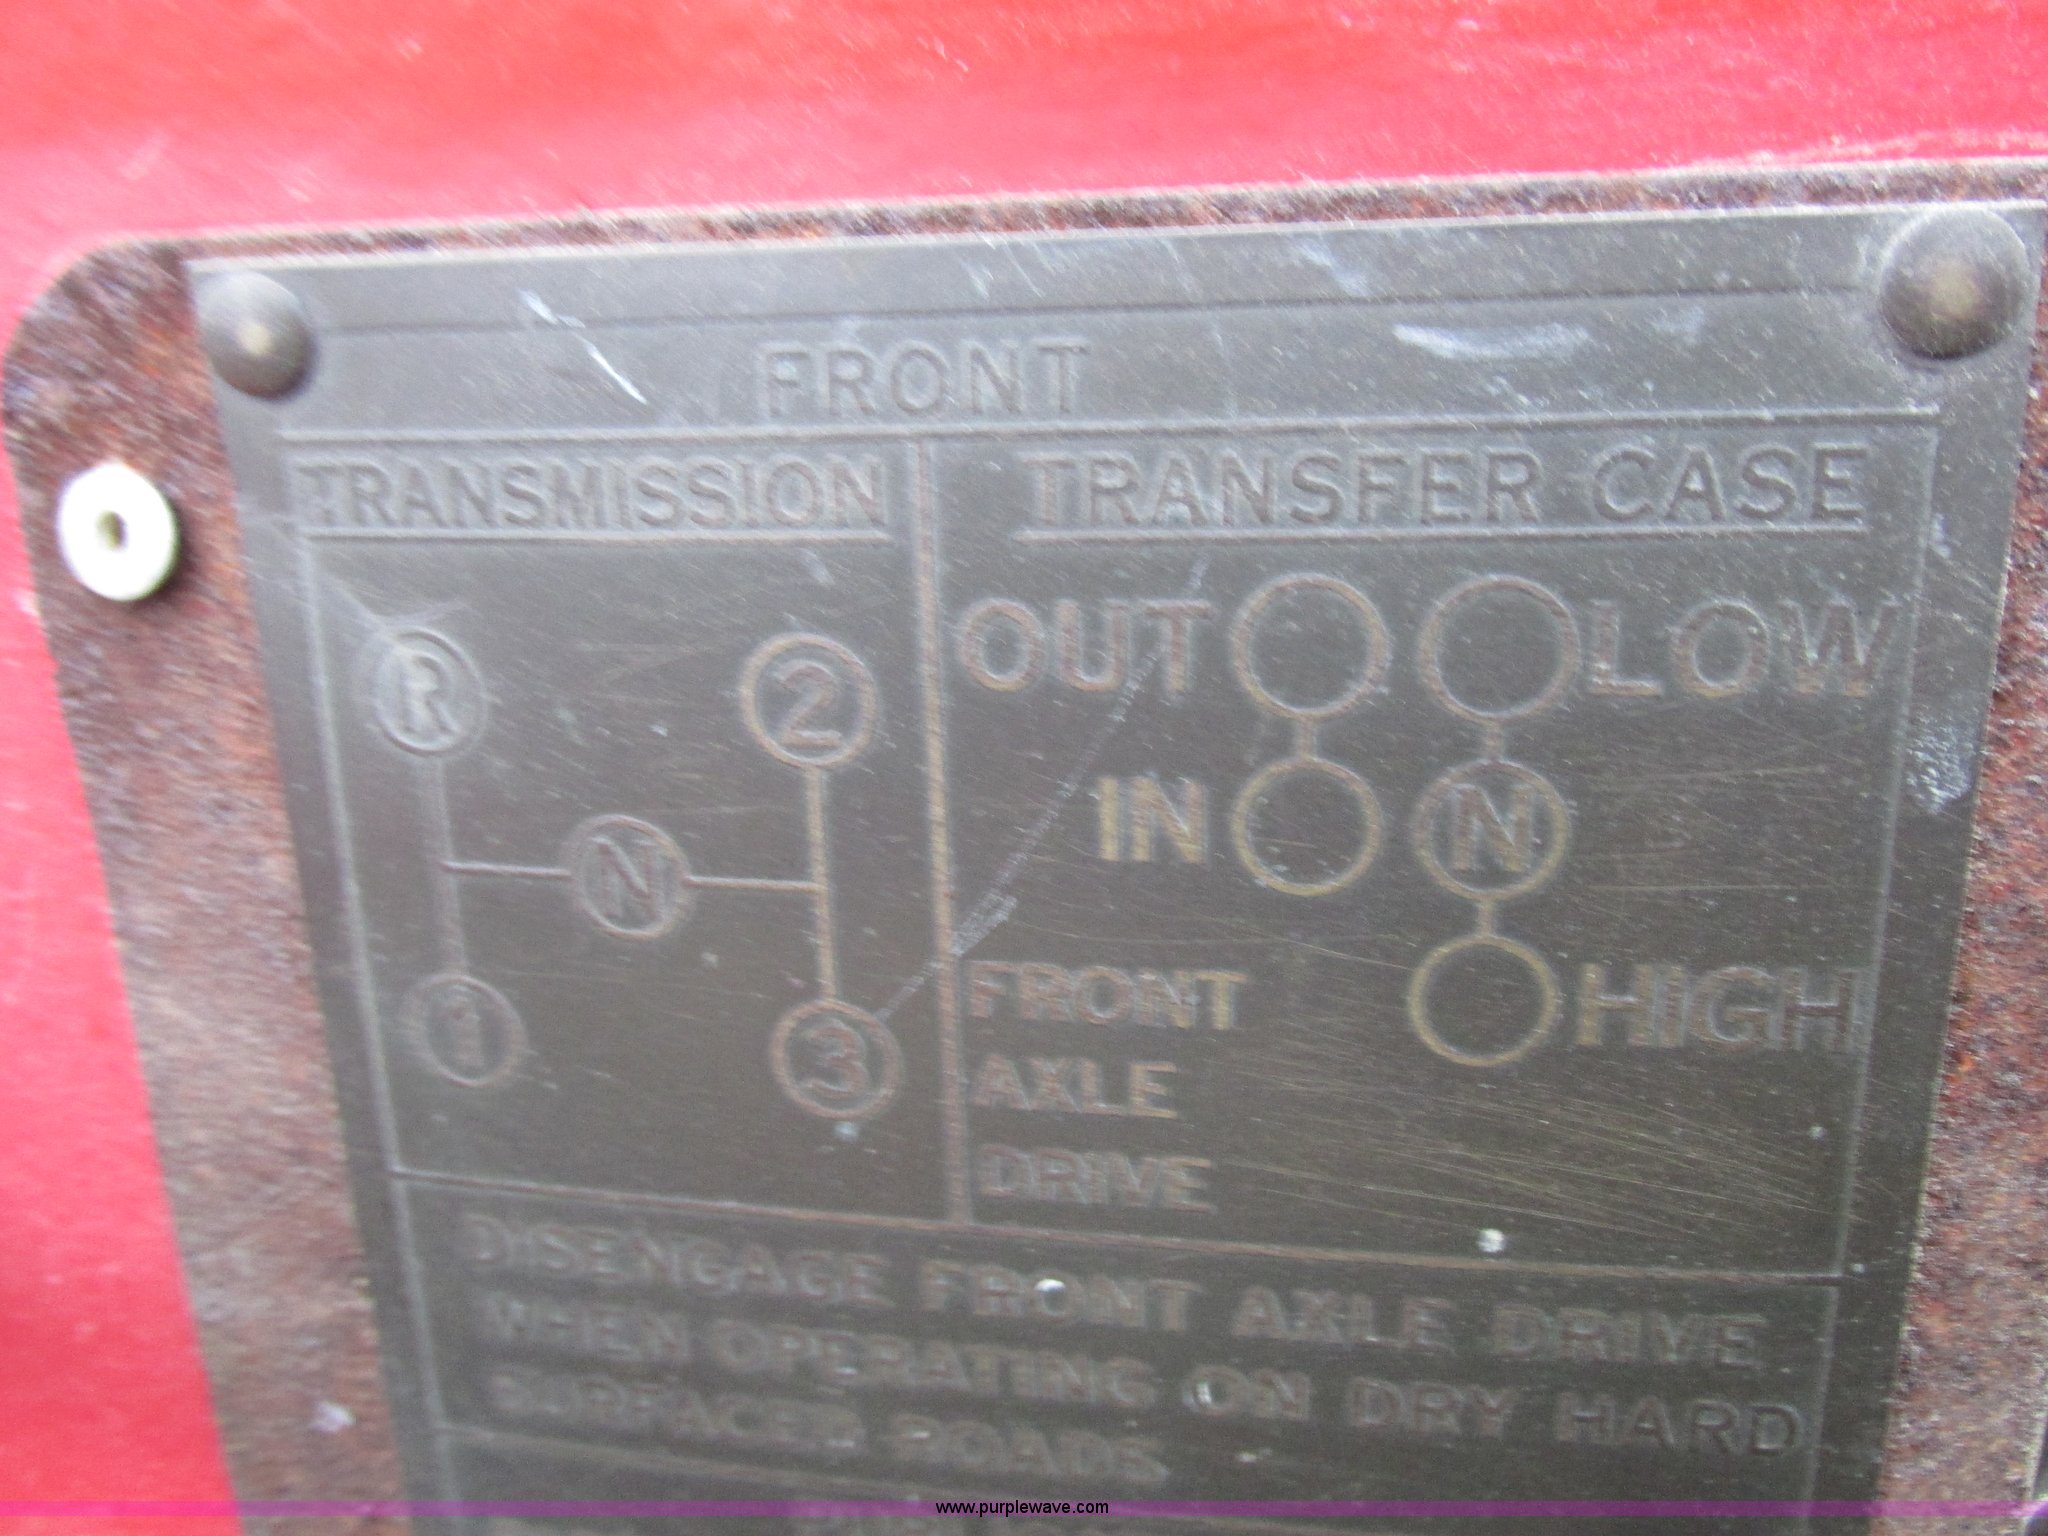 FRONT
TRANSMISSION
TRANSFER CASE
R
2
N
1
3
OUT
LOW
IN
N
HIGH
FRONT
AXLE
DRIVE
DISENGAGE FRONT AXLE DRIVE
WHEN OPERATING ON DRY HARD
SURFACED ROADS
www.purplewave.com